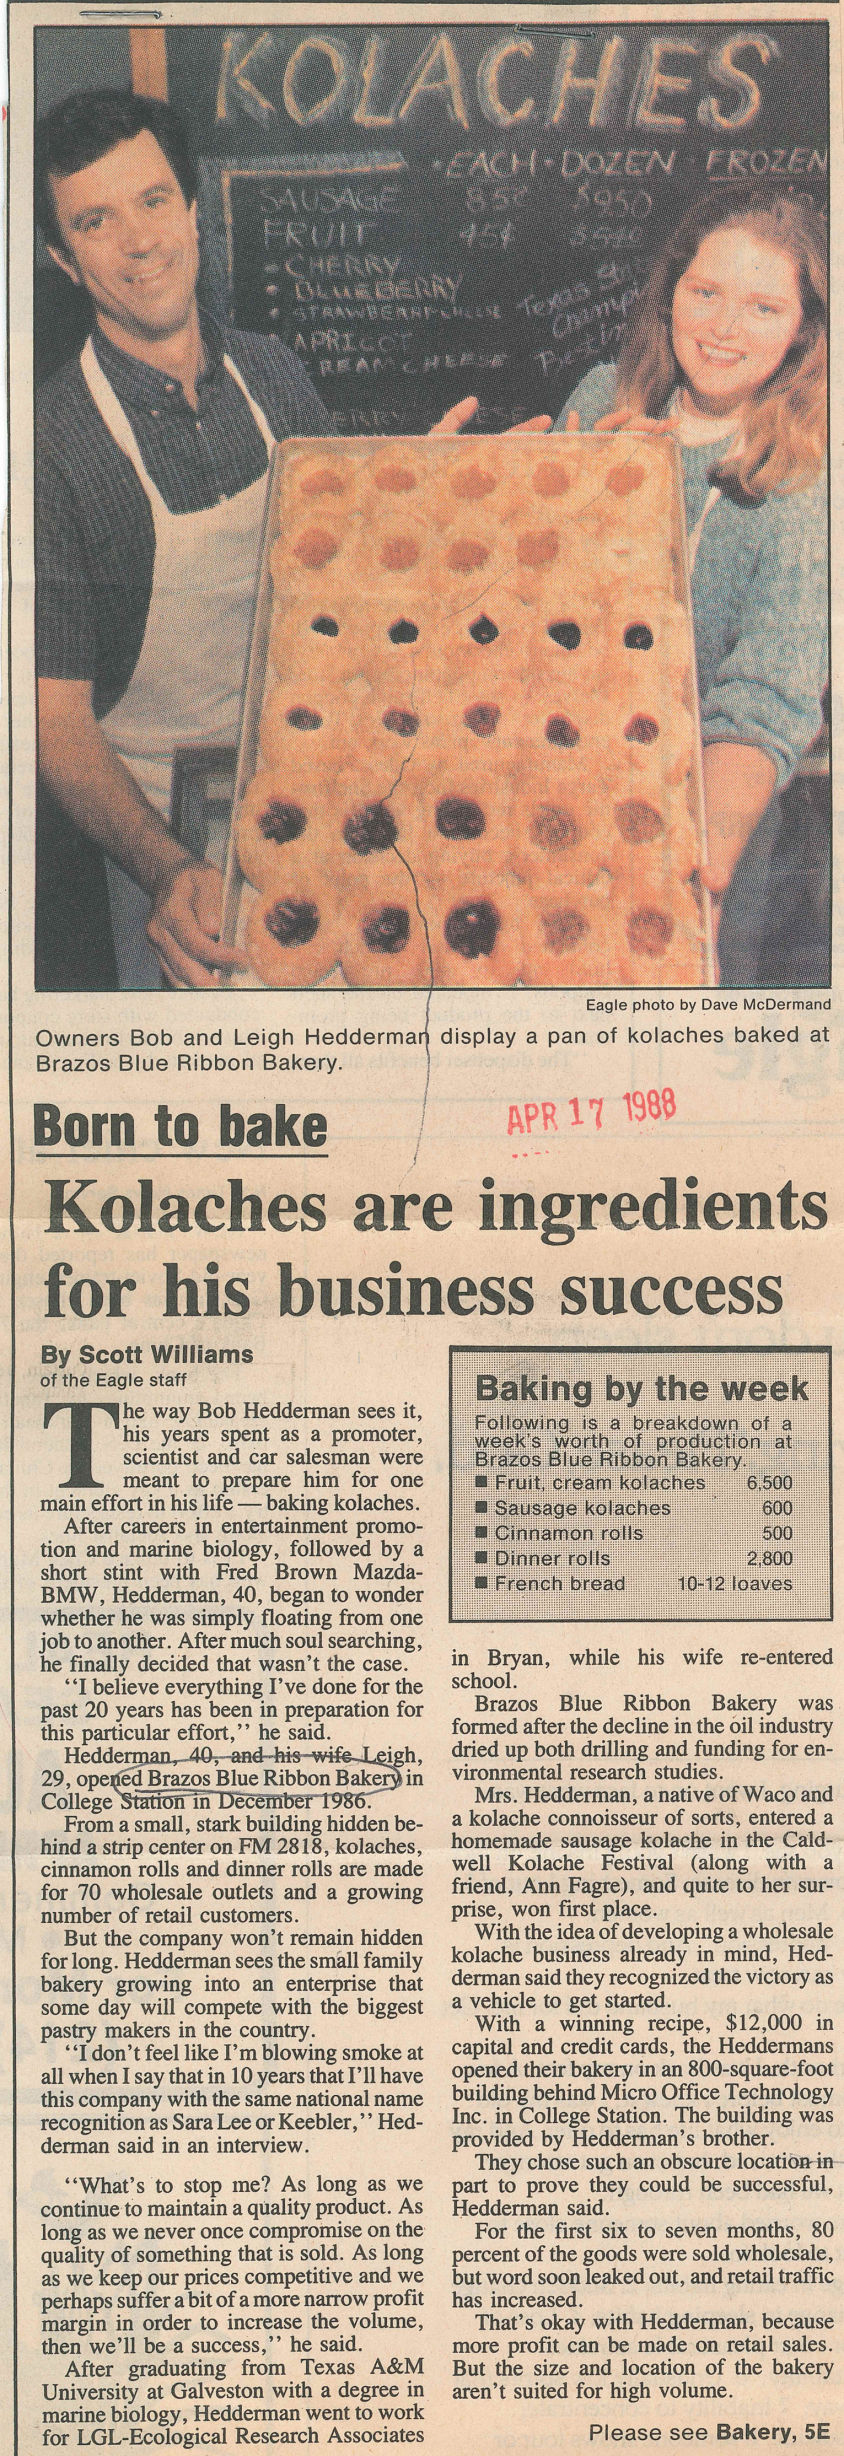 KOLACHES
• EACH • DOZEN • FROZEN
SAUSAGE 85¢ $9.50
FRUIT 45¢
• CHERRY
• BLUEBERRY
• STRAWBERRY CHEESE
APRICOT
CREAM CHEESE
Texas
Champi
Best in
Eagle photo by Dave McDermand
Owners Bob and Leigh Hedderman display a pan of kolaches baked at
Brazos Blue Ribbon Bakery.
Born to bake
APR 17 1988
Kolaches are ingredients
for his business success
By Scott Williams
of the Eagle staff
The way Bob Hedderman sees it,
his years spent as a promoter,
scientist and car salesman were
meant to prepare him for one
main effort in his life — baking kolaches.
After careers in entertainment promo-
tion and marine biology, followed by a
short stint with Fred Brown Mazda-
BMW, Hedderman, 40, began to wonder
whether he was simply floating from one
job to another. After much soul searching,
he finally decided that wasn't the case.
"I believe everything I've done for the
past 20 years has been in preparation for
this particular effort," he said.
Hedderman, 40, and his wife Leigh,
29, opened Brazos Blue Ribbon Bakery in
College Station in December 1986.
From a small, stark building hidden be-
hind a strip center on FM 2818, kolaches,
cinnamon rolls and dinner rolls are made
for 70 wholesale outlets and a growing
number of retail customers.
But the company won't remain hidden
for long. Hedderman sees the small family
bakery growing into an enterprise that
some day will compete with the biggest
pastry makers in the country.
"I don't feel like I'm blowing smoke at
all when I say that in 10 years that I'll have
this company with the same national name
recognition as Sara Lee or Keebler," Hed-
derman said in an interview.
"What's to stop me? As long as we
continue to maintain a quality product. As
long as we never once compromise on the
quality of something that is sold. As long
as we keep our prices competitive and we
perhaps suffer a bit of a more narrow profit
margin in order to increase the volume,
then we'll be a success," he said.
After graduating from Texas A&M
University at Galveston with a degree in
marine biology, Hedderman went to work
for LGL-Ecological Research Associates
Baking by the week
Following is a breakdown of a
week's worth of production at
Brazos Blue Ribbon Bakery.
■ Fruit, cream kolaches 6,500
■ Sausage kolaches 600
■ Cinnamon rolls 500
■ Dinner rolls 2,800
■ French bread 10-12 loaves
in Bryan, while his wife re-entered
school.
Brazos Blue Ribbon Bakery was
formed after the decline in the oil industry
dried up both drilling and funding for en-
vironmental research studies.
Mrs. Hedderman, a native of Waco and
a kolache connoisseur of sorts, entered a
homemade sausage kolache in the Cald-
well Kolache Festival (along with a
friend, Ann Fagre), and quite to her sur-
prise, won first place.
With the idea of developing a wholesale
kolache business already in mind, Hed-
derman said they recognized the victory as
a vehicle to get started.
With a winning recipe, $12,000 in
capital and credit cards, the Heddermans
opened their bakery in an 800-square-foot
building behind Micro Office Technology
Inc. in College Station. The building was
provided by Hedderman's brother.
They chose such an obscure location in
part to prove they could be successful,
Hedderman said.
For the first six to seven months, 80
percent of the goods were sold wholesale,
but word soon leaked out, and retail traffic
has increased.
That's okay with Hedderman, because
more profit can be made on retail sales.
But the size and location of the bakery
aren't suited for high volume.
Please see Bakery, 5E